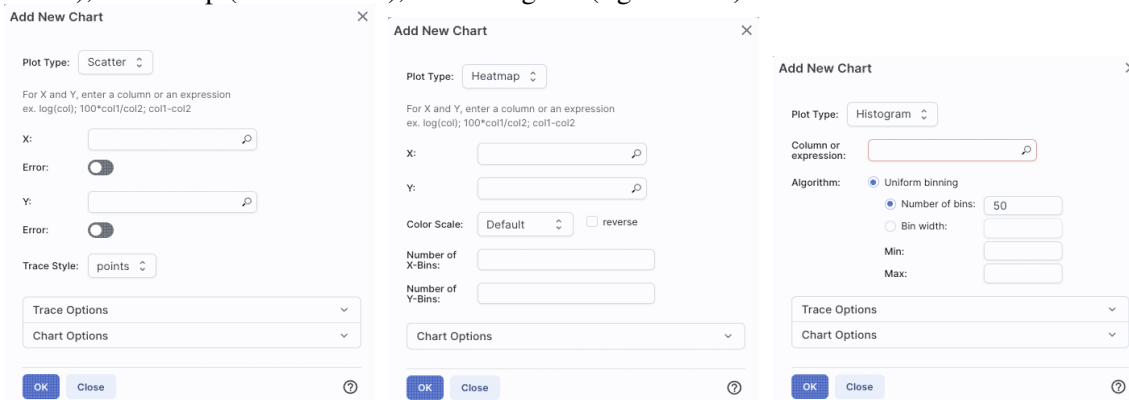 Add New Chart
Plot Type: Scatter
For X and Y, enter a column or an expression
ex. log(col); 100*col1/col2; col1-col2
X:
Error:
Y:
Error:
Trace Style: points
Trace Options
Chart Options
OK Close
Add New Chart
Plot Type: Heatmap
For X and Y, enter a column or an expression
ex. log(col); 100*col1/col2; col1-col2
X:
Y:
Color Scale: Default reverse
Number of
X-Bins:
Number of
Y-Bins:
Chart Options
OK Close
Add New Chart
Plot Type: Histogram
Column or
expression:
Algorithm: Uniform binning
Number of bins: 50
Bin width:
Min:
Max:
Trace Options
Chart Options
OK Close